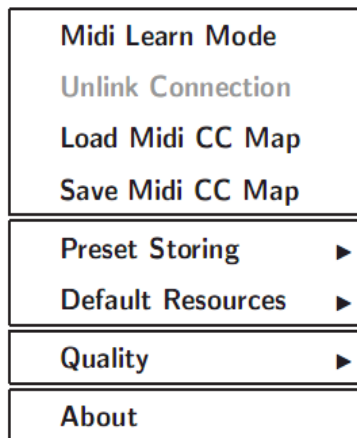 Midi Learn Mode
Unlink Connection
Load Midi CC Map
Save Midi CC Map
Preset Storing ▶
Default Resources ▶
Quality ▶
About